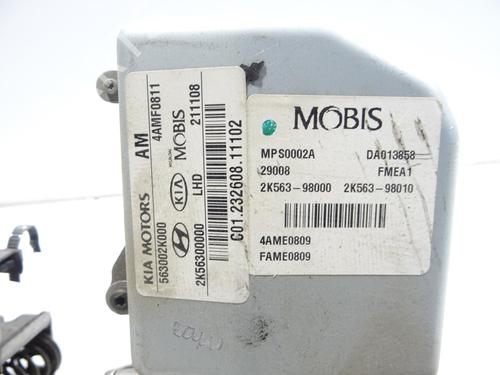 KIA MOTORS AM
563002K000 4AMF0811
HYUNDAI KIA MOBIS
2K56300000 LHD 211108
C01.232608.11102
MOBIS
MPS0002A DA013858
29008 FMEA1
2K563-98000 2K563-98010
4AME0809
FAME0809